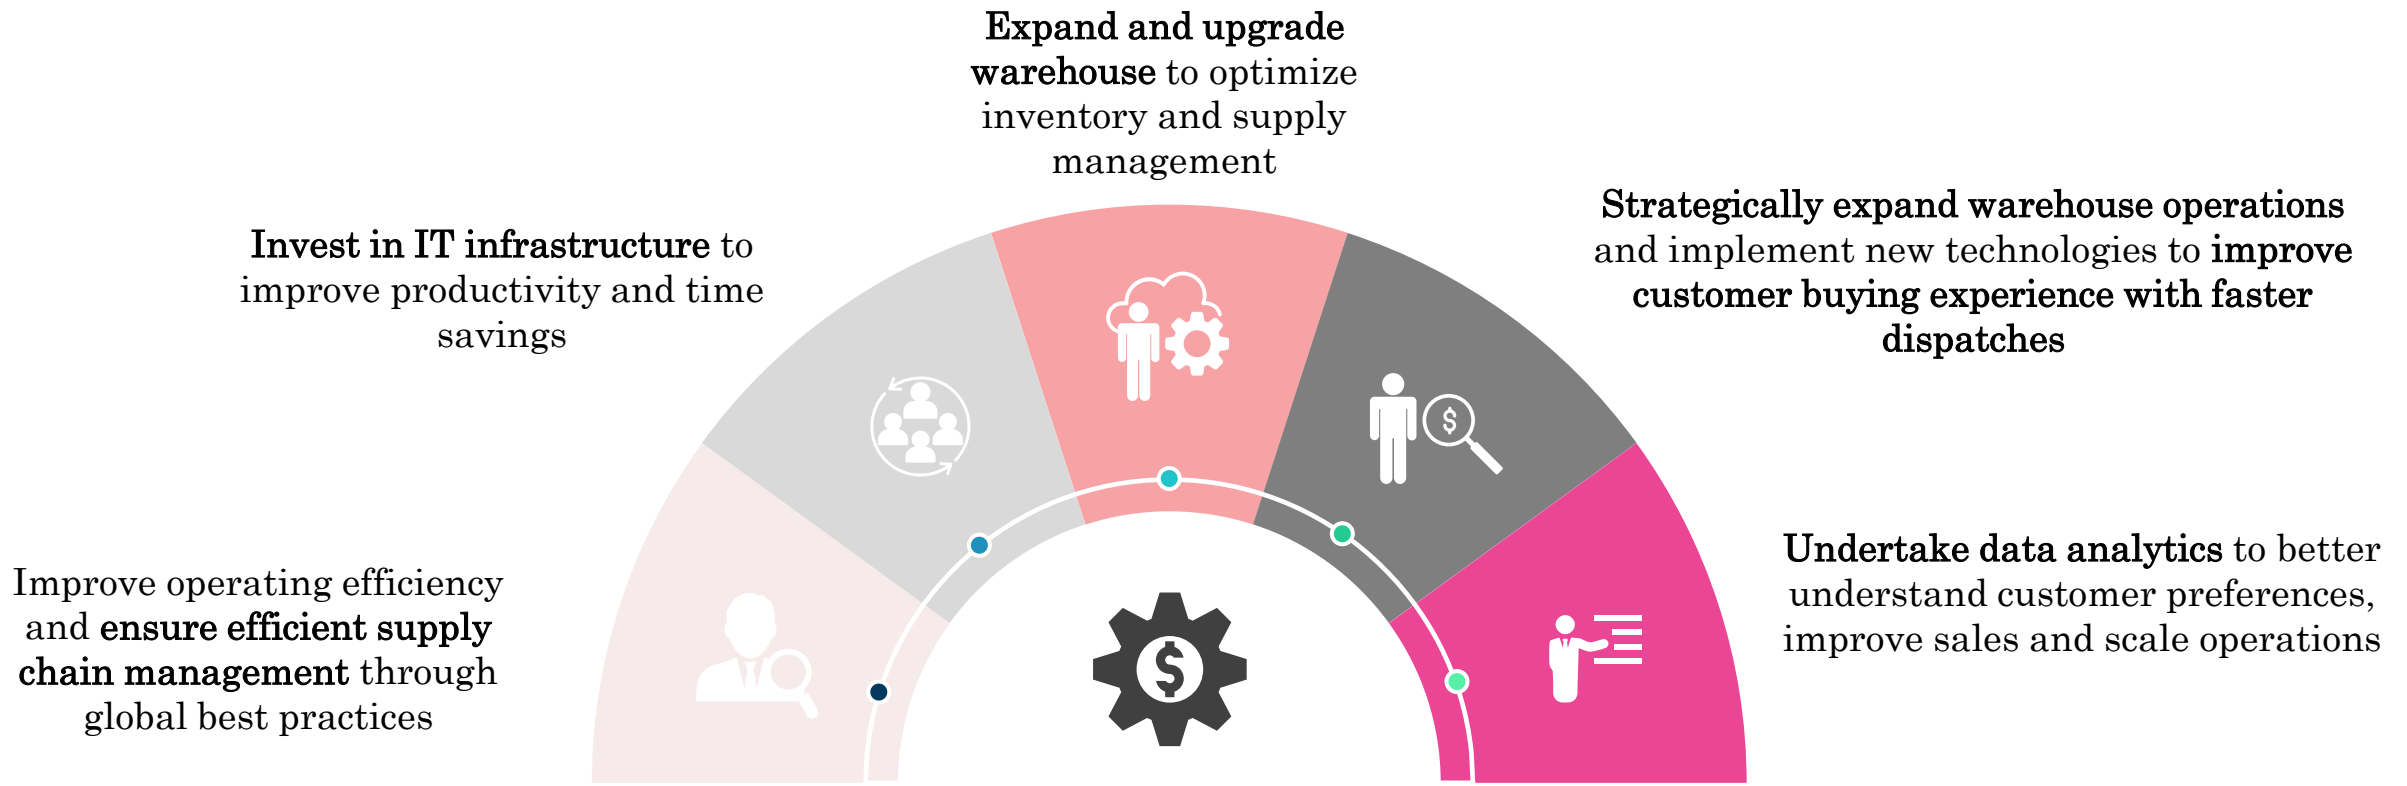 Expand and upgrade
warehouse to optimize
inventory and supply
management
Invest in IT infrastructure to
improve productivity and time
savings
Strategically expand warehouse operations
and implement new technologies to improve
customer buying experience with faster
dispatches
Improve operating efficiency
and ensure efficient supply
chain management through
global best practices
Undertake data analytics to better
understand customer preferences,
improve sales and scale operations
$
$